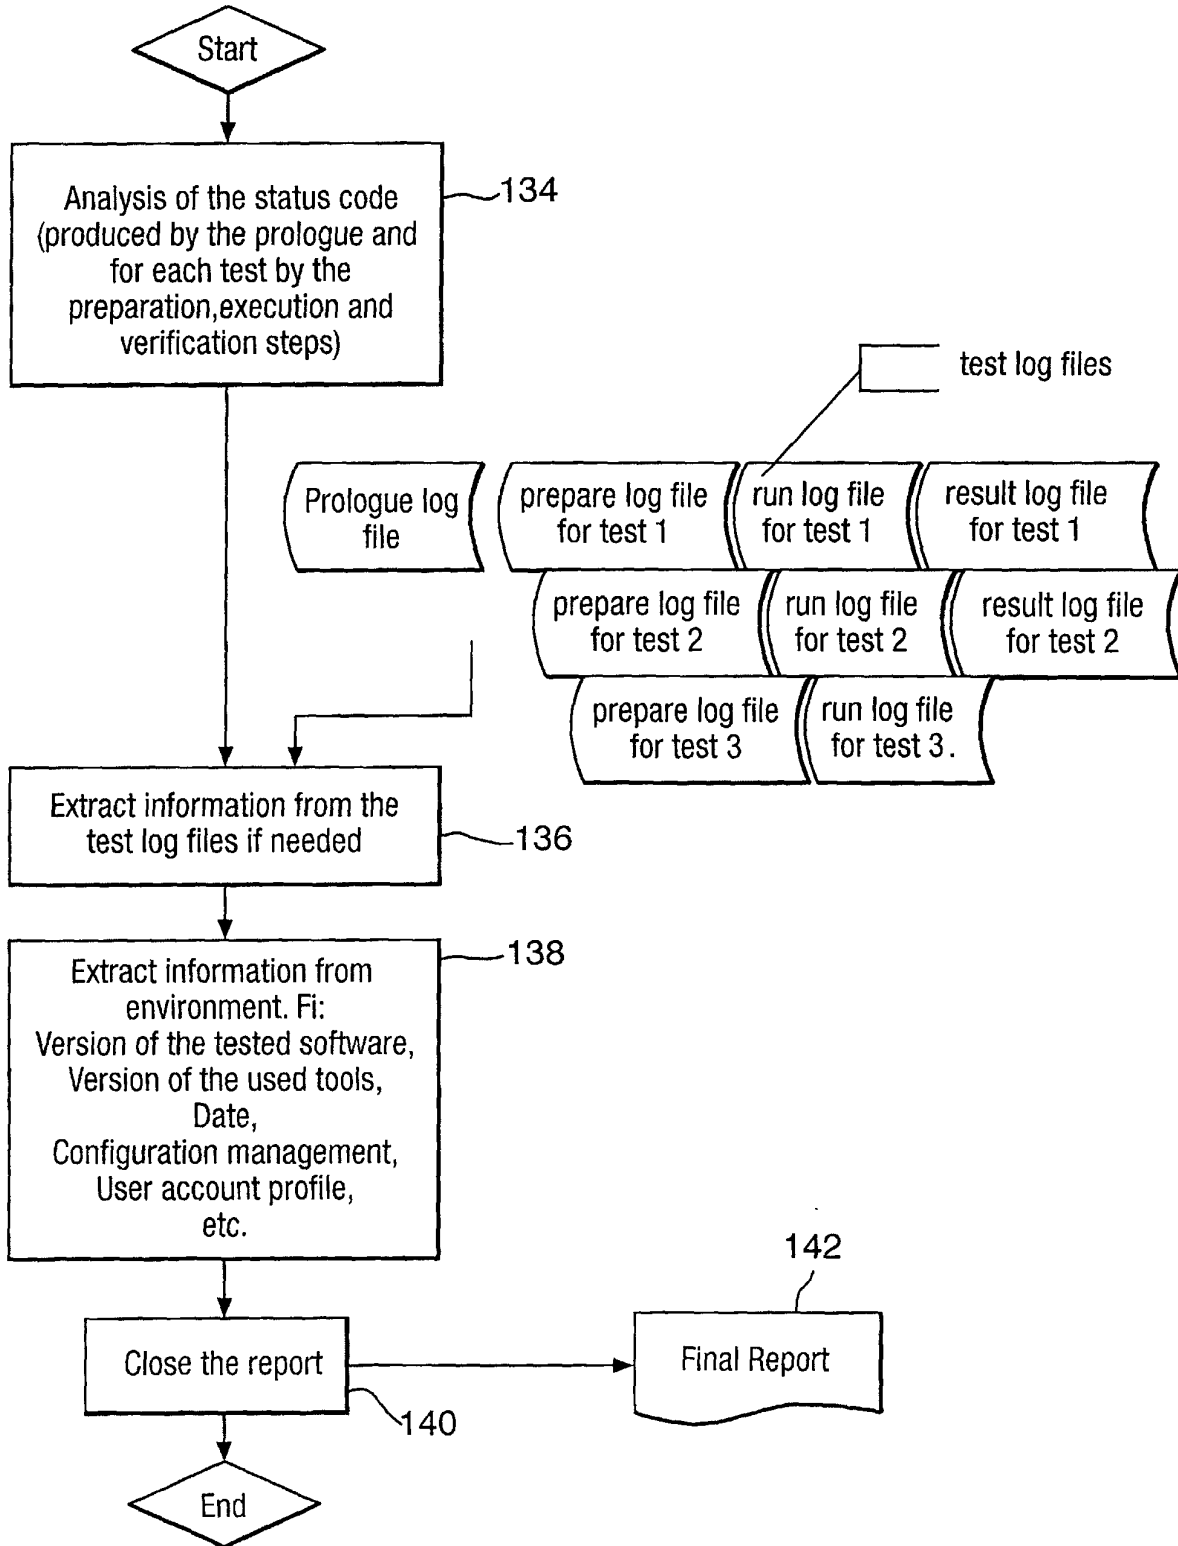 Start
Analysis of the status code
(produced by the prologue and
for each test by the
preparation,execution and
verification steps)
134
test log files
Prologue log
file
prepare log file
for test 1
run log file
for test 1
result log file
for test 1
prepare log file
for test 2
run log file
for test 2
result log file
for test 2
prepare log file
for test 3
run log file
for test 3.
Extract information from the
test log files if needed
136
138
Extract information from
environment. Fi:
Version of the tested software,
Version of the used tools,
Date,
Configuration management,
User account profile,
etc.
142
Close the report
Final Report
140
End